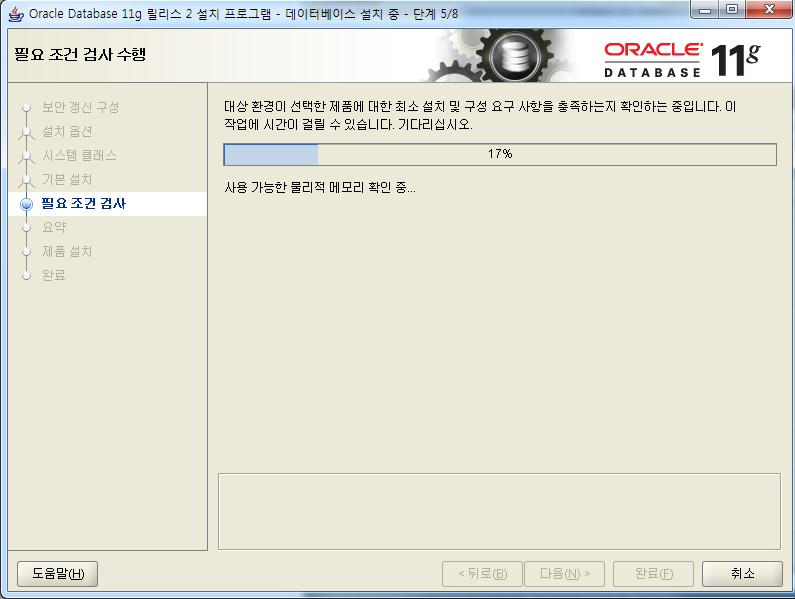 Oracle Database 11g 릴리스 2 설치 프로그램 - 데이터베이스 설치 중 - 단계 5/8
필요 조건 검사 수행
ORACLE
DATABASE 11g
보안 갱신 구성
설치 옵션
시스템 클래스
기본 설치
필요 조건 검사
요약
제품 설치
완료
대상 환경이 선택한 제품에 대한 최소 설치 및 구성 요구 사항을 충족하는지 확인하는 중입니다. 이
작업에 시간이 걸릴 수 있습니다. 기다리십시오.
17%
사용 가능한 물리적 메모리 확인 중...
도움말(H)
< 뒤로(B)
다음(N) >
완료(F)
취소